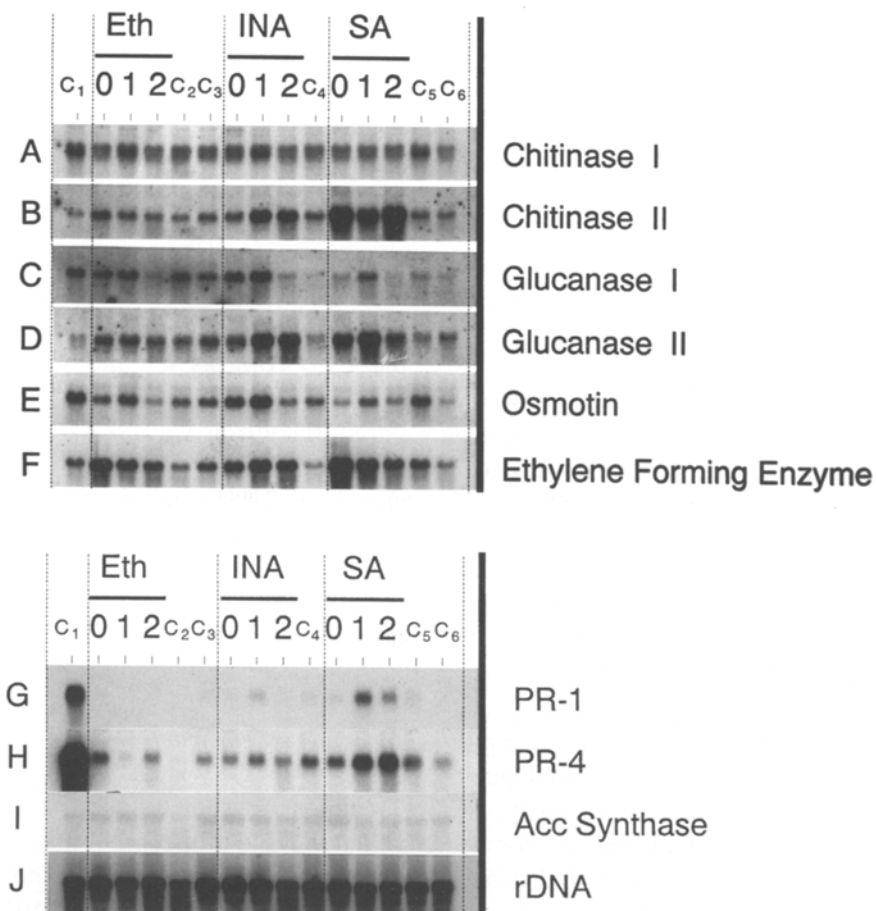 Eth INA SA
C₁ 0 1 2 C₂ C₃ 0 1 2 C₄ 0 1 2 C₅ C₆
A Chitinase I
B Chitinase II
C Glucanase I
D Glucanase II
E Osmotin
F Ethylene Forming Enzyme
Eth INA SA
C₁ 0 1 2 C₂ C₃ 0 1 2 C₄ 0 1 2 C₅ C₆
G PR-1
H PR-4
I Acc Synthase
J rDNA